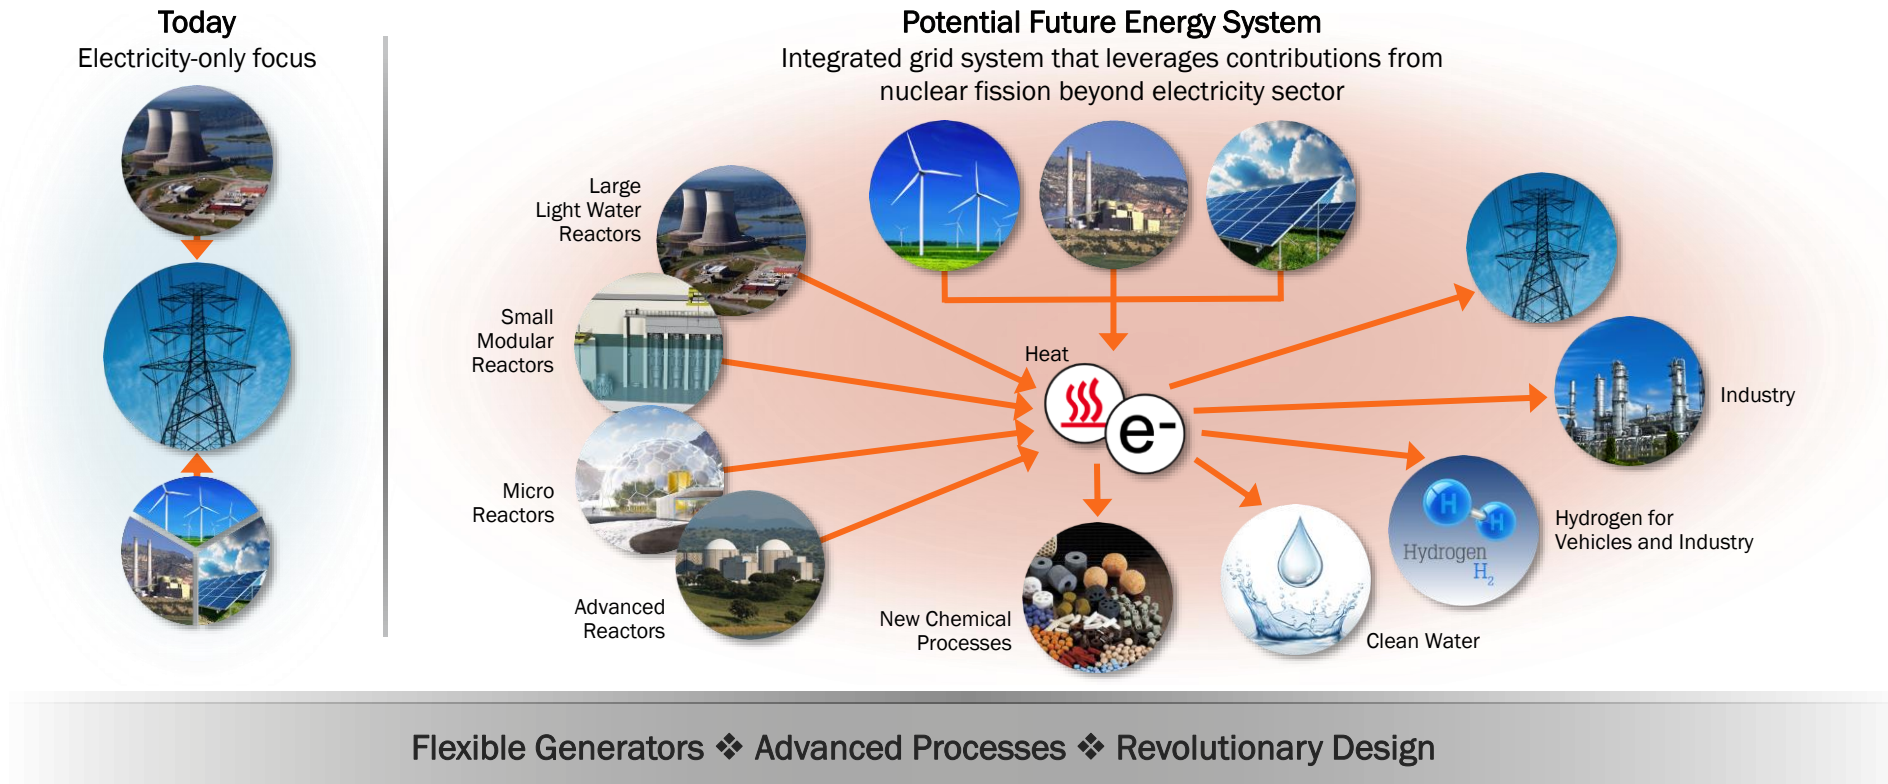 Today
Electricity-only focus
Potential Future Energy System
Integrated grid system that leverages contributions from
nuclear fission beyond electricity sector
Large
Light Water
Reactors
Small
Modular
Reactors
Micro
Reactors
Advanced
Reactors
Heat
e-
Industry
H
H
Hydrogen
H2
Hydrogen for
Vehicles and Industry
Clean Water
New Chemical
Processes
Flexible Generators ❖ Advanced Processes ❖ Revolutionary Design